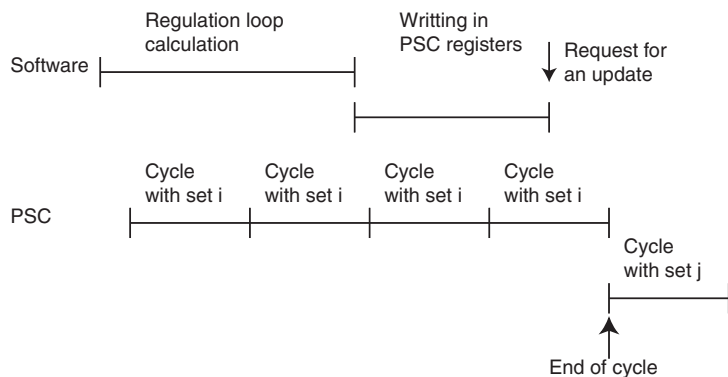 Regulation loop
calculation
Writting in
PSC registers
Software
Request for
an update
Cycle
with set i
Cycle
with set i
Cycle
with set i
Cycle
with set i
PSC
Cycle
with set j
End of cycle